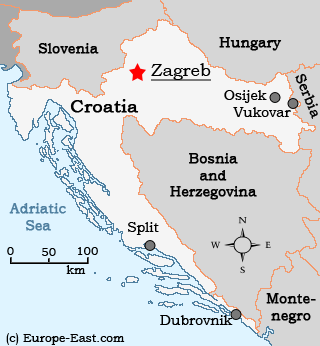 Slovenia
Hungary
Zagreb
Croatia
Osijek
Vukovar
Serbia
Bosnia
and
Herzegovina
Adriatic
Sea
Split
N
W E
S
0 50 100
km
Monte-
negro
Dubrovnik
(c) Europe-East.com